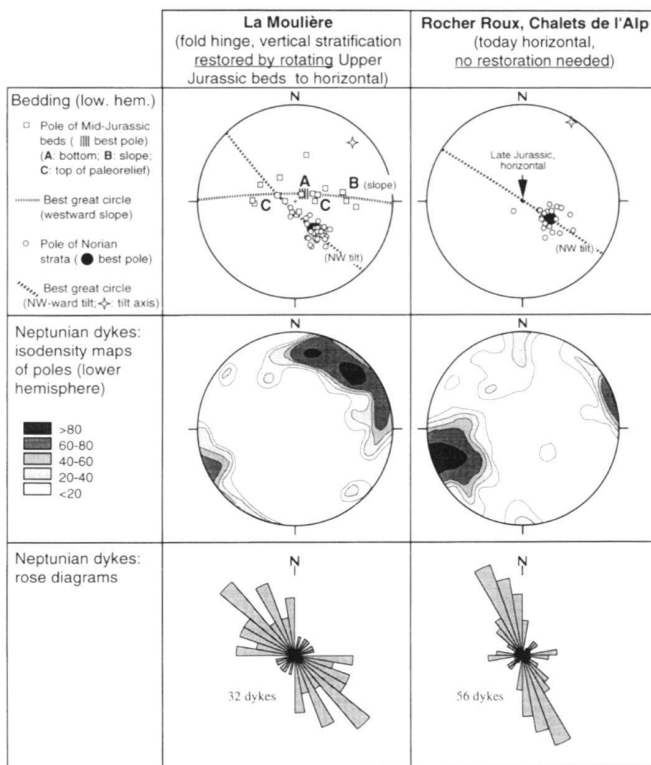 La Moulière
(fold hinge, vertical stratification
restored by rotating Upper
Jurassic beds to horizontal)
Rocher Roux, Chalets de l'Alp
(today horizontal,
no restoration needed)
Bedding (low. hem.)
□ Pole of Mid-Jurassic
beds ( |||| best pole)
(A: bottom; B: slope;
C: top of paleorelief)
Best great circle
(westward slope)
○ Pole of Norian
strata ( ● best pole)
Best great circle
(NW-ward tilt; ✧: tilt axis)
N
A
B (slope)
C
C
(NW tilt)
N
Late Jurassic,
horizontal
(NW tilt)
Neptunian dykes:
isodensity maps
of poles (lower
hemisphere)
>80
60-80
40-60
20-40
<20
N
N
Neptunian dykes:
rose diagrams
N
32 dykes
N
56 dykes